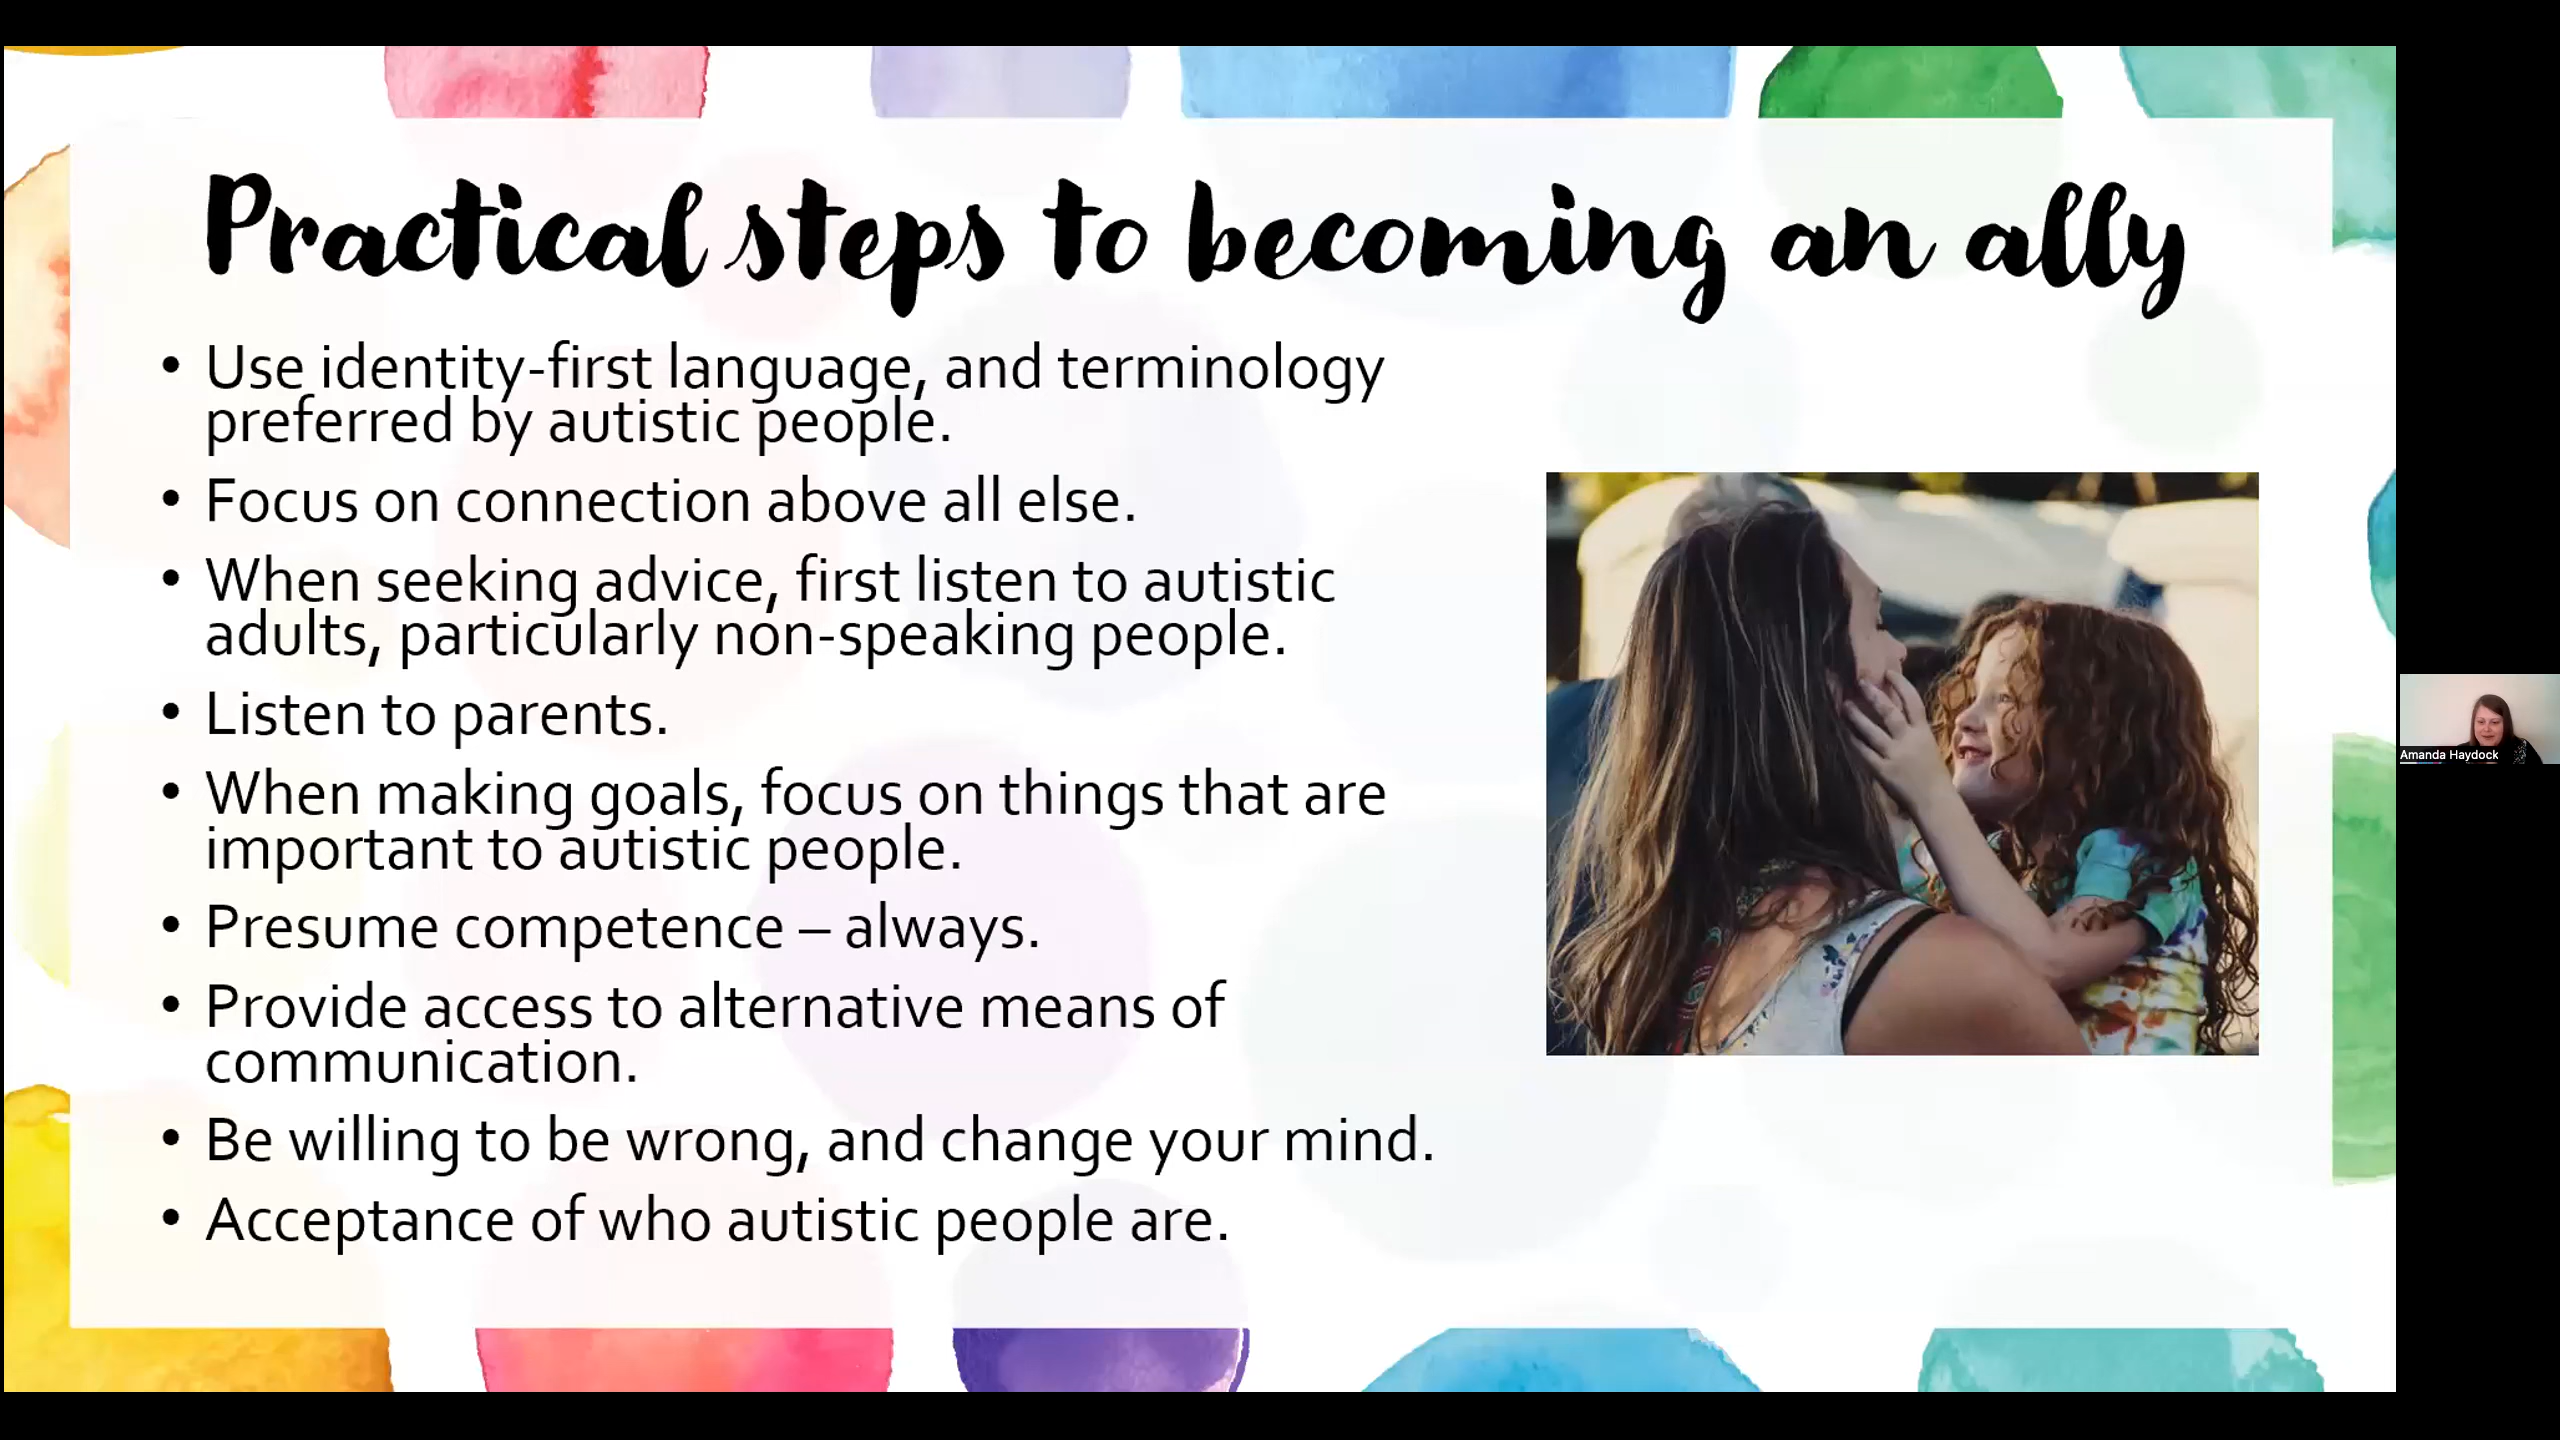 Practical steps to becoming an ally
• Use identity-first language, and terminology
preferred by autistic people.
• Focus on connection above all else.
• When seeking advice, first listen to autistic
adults, particularly non-speaking people.
• Listen to parents.
• When making goals, focus on things that are
important to autistic people.
• Presume competence – always.
• Provide access to alternative means of
communication.
• Be willing to be wrong, and change your mind.
• Acceptance of who autistic people are.
Amanda Haydock